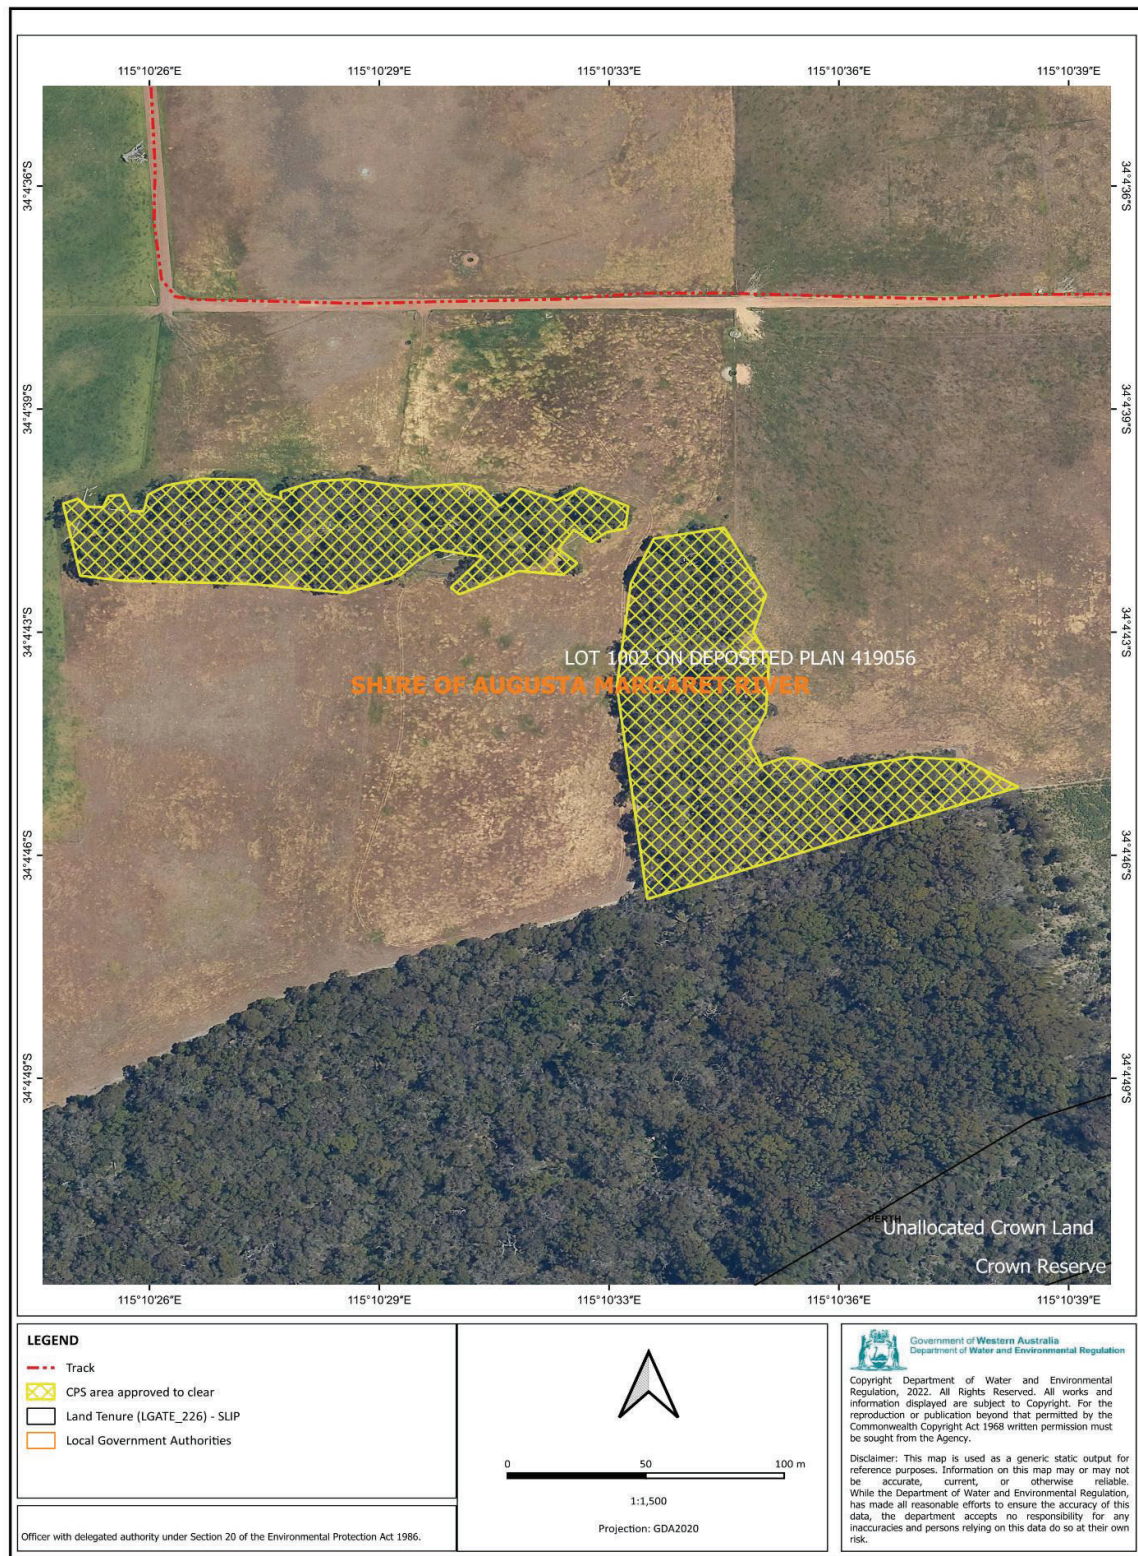 115°10'26"E 115°10'29"E 115°10'33"E 115°10'36"E 115°10'39"E
34°4'36"S 34°4'36"S
34°4'39"S 34°4'39"S
34°4'43"S 34°4'43"S
LOT 1002 ON DEPOSITED PLAN 419056
SHIRE OF AUGUSTA MARGARET RIVER
34°4'46"S 34°4'46"S
34°4'49"S 34°4'49"S
PERTH
Unallocated Crown Land
Crown Reserve
115°10'26"E 115°10'29"E 115°10'33"E 115°10'36"E 115°10'39"E
LEGEND
Track
CPS area approved to clear
Land Tenure (LGATE_226) - SLIP
Local Government Authorities
Officer with delegated authority under Section 20 of the Environmental Protection Act 1986.
0 50 100 m
1:1,500
Projection: GDA2020
Government of Western Australia
Department of Water and Environmental Regulation
Copyright Department of Water and Environmental
Regulation, 2022. All Rights Reserved. All works and
information displayed are subject to Copyright. For the
reproduction or publication beyond that permitted by the
Commonwealth Copyright Act 1968 written permission must
be sought from the Agency.
Disclaimer: This map is used as a generic static output for
reference purposes. Information on this map may or may not
be accurate, current, or otherwise reliable.
While the Department of Water and Environmental Regulation,
has made all reasonable efforts to ensure the accuracy of this
data, the department accepts no responsibility for any
inaccuracies and persons relying on this data do so at their own
risk.